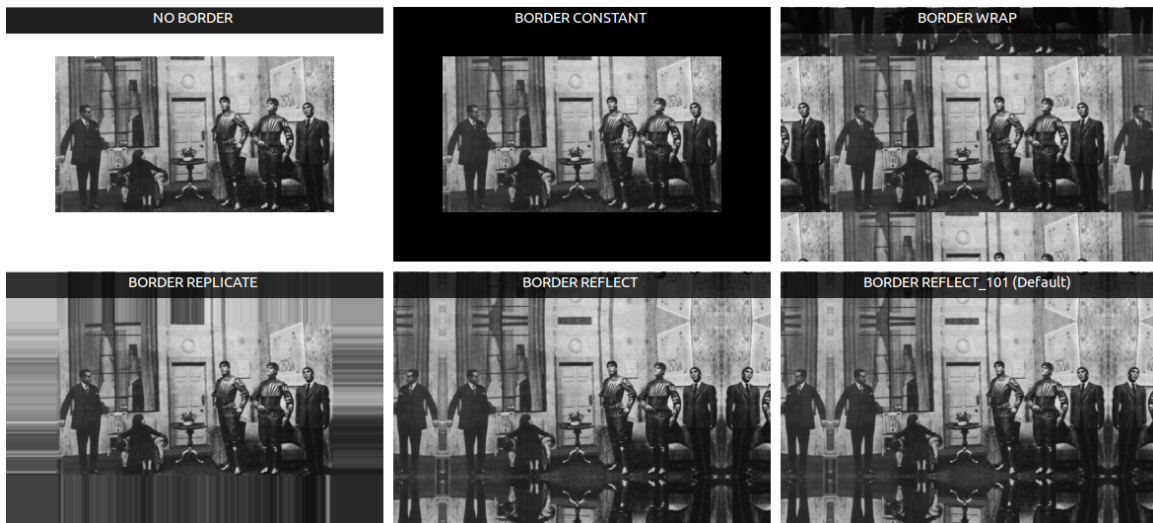 NO BORDER
BORDER CONSTANT
BORDER WRAP
BORDER REPLICATE
BORDER REFLECT
BORDER REFLECT_101 (Default)